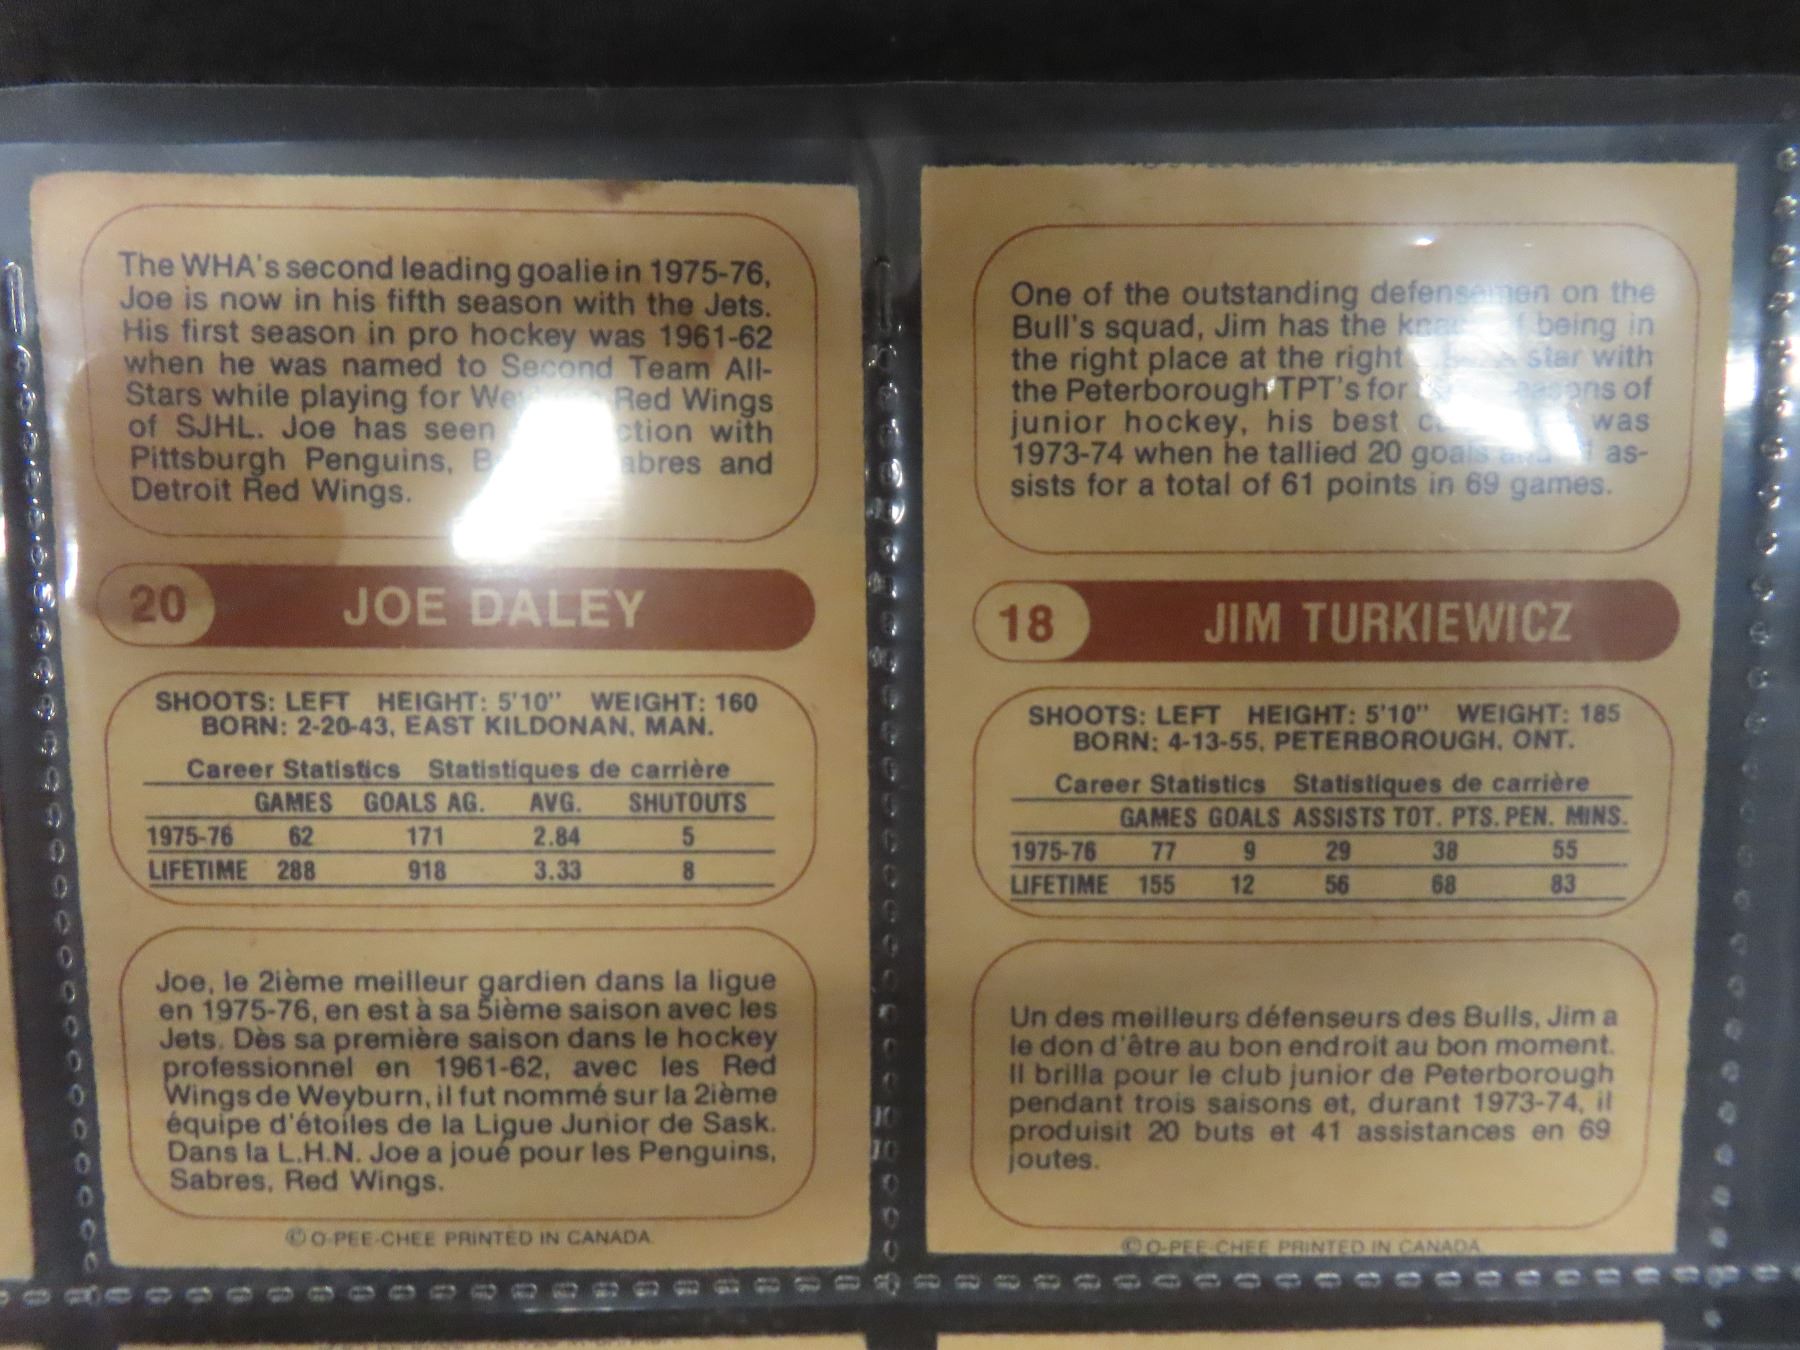 The WHA's second leading goalie in 1975-76,
Joe is now in his fifth season with the Jets.
His first season in pro hockey was 1961-62
when he was named to Second Team All-
Stars while playing for Red Wings
of SJHL. Joe has seen with
Pittsburgh Penguins, and
Detroit Red Wings.
20 JOE DALEY
SHOOTS: LEFT HEIGHT: 5'10" WEIGHT: 160
BORN: 2-20-43, EAST KILDONAN, MAN.
Career Statistics Statistiques de carrière
GAMES GOALS AG. AVG. SHUTOUTS
1975-76 62 171 2.84 5
LIFETIME 288 918 3.33 8
Joe, le 2ième meilleur gardien dans la ligue
en 1975-76, en est à sa 5ième saison avec les
Jets. Dès sa première saison dans le hockey
professionnel en 1961-62, avec les Red
Wings de Weyburn, il fut nommé sur la 2ième
équipe d'étoiles de la Ligue Junior de Sask.
Dans la L.H.N. Joe a joué pour les Penguins,
Sabres, Red Wings.
© O-PEE-CHEE PRINTED IN CANADA
One of the outstanding defensemen on the
Bull's squad, Jim has the being in
the right place at the right star with
the Peterborough TPT's for of
junior hockey, his best was
1973-74 when he tallied 20 goals as-
sists for a total of 61 points in 69 games.
18 JIM TURKIEWICZ
SHOOTS: LEFT HEIGHT: 5'10" WEIGHT: 185
BORN: 4-13-55, PETERBOROUGH, ONT.
Career Statistics Statistiques de carrière
GAMES GOALS ASSISTS TOT. PTS. PEN. MINS.
1975-76 77 9 29 38 55
LIFETIME 155 12 56 68 83
Un des meilleurs défenseurs des Bulls, Jim a
le don d'être au bon endroit au bon moment.
Il brilla pour le club junior de Peterborough
pendant trois saisons et, durant 1973-74, il
produisit 20 buts et 41 assistances en 69
joutes.
© O-PEE-CHEE PRINTED IN CANADA